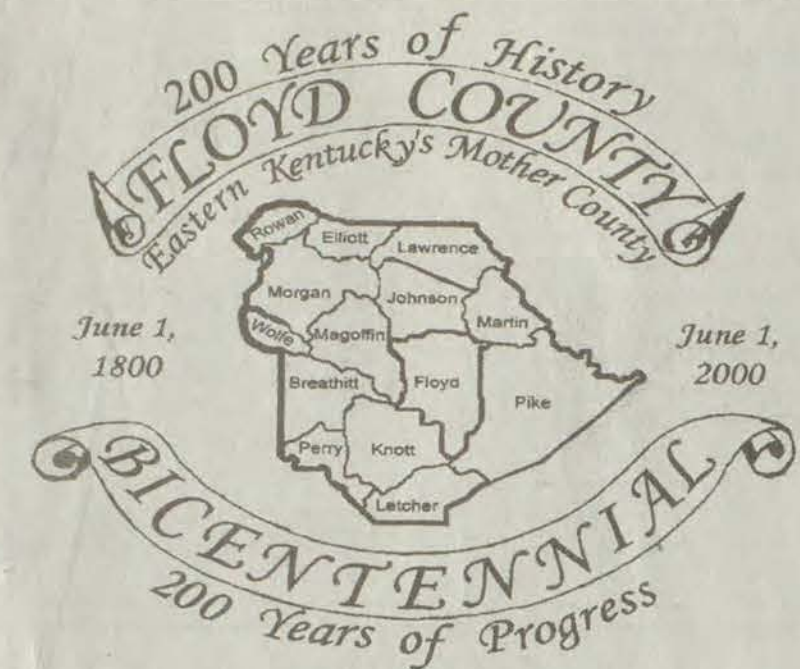 200 Years of History
FLOYD COUNTY
Eastern Kentucky's Mother County
Rowan
Elliott
Lawrence
Morgan
Johnson
Martin
Wolfe
Magoffin
June 1,
1800
June 1,
2000
Breathitt
Floyd
Pike
Perry
Knott
Letcher
BICENTENNIAL
200 Years of Progress